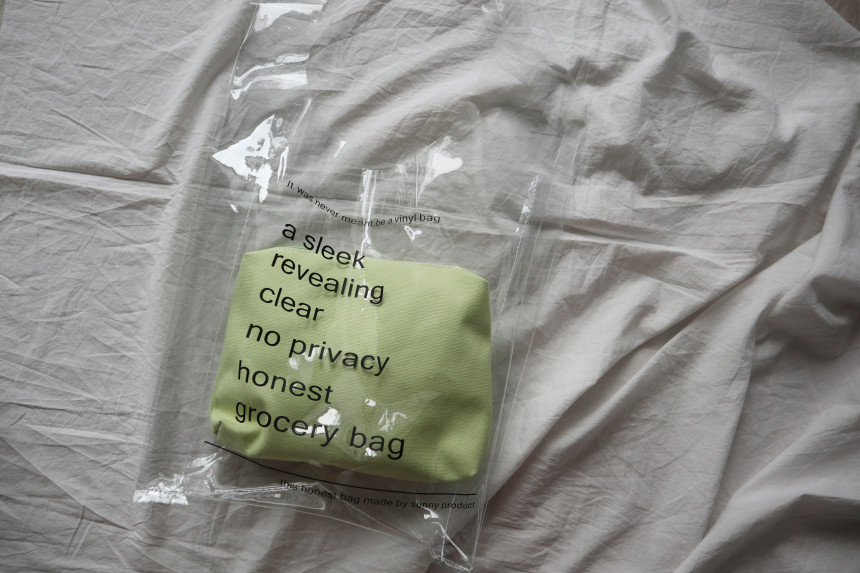 It was never meant be a vinyl bag
a sleek
revealing
clear
no privacy
honest
grocery bag
this honest bag made by sunny product